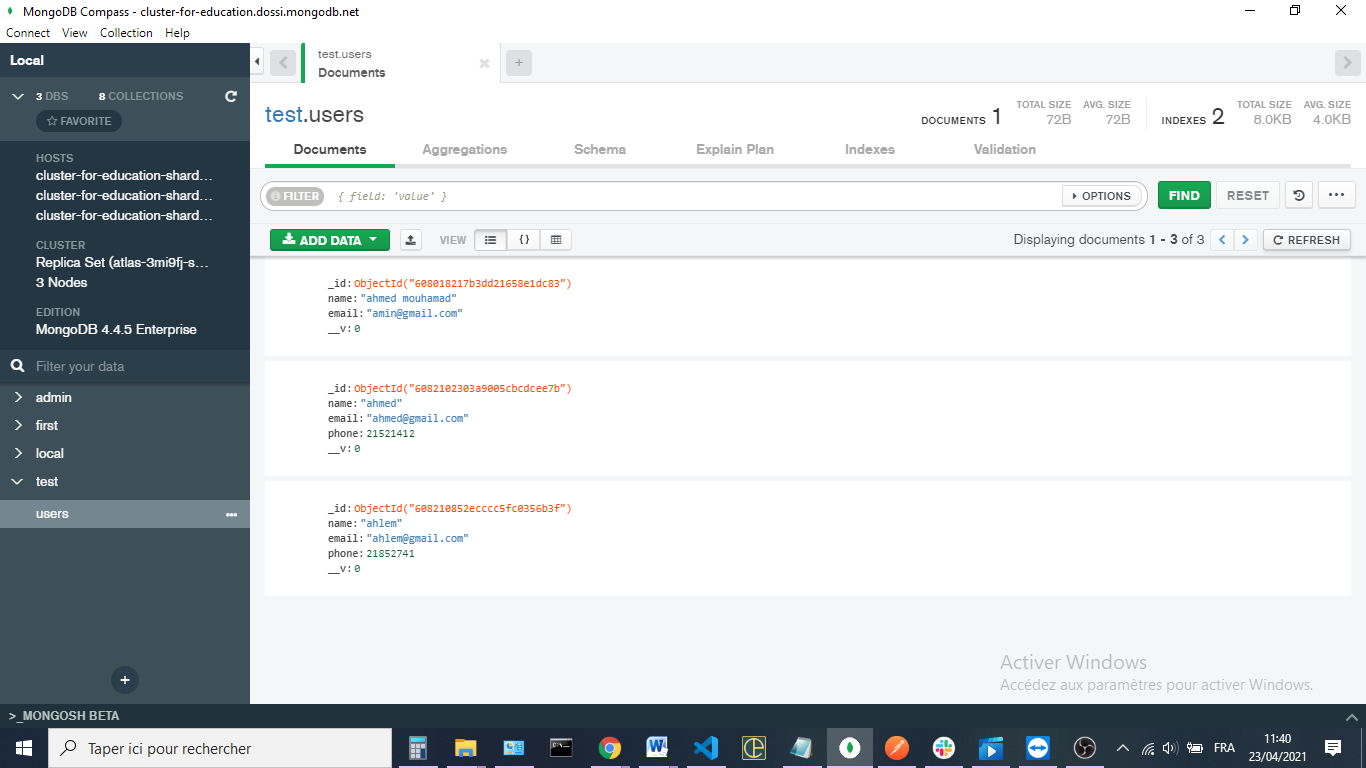 MongoDB Compass - cluster-for-education.dossi.mongodb.net
Connect View Collection Help
Local
3 DBS 8 COLLECTIONS
FAVORITE
HOSTS
cluster-for-education-shard...
cluster-for-education-shard...
cluster-for-education-shard...
CLUSTER
Replica Set (atlas-3mi9fj-s...
3 Nodes
EDITION
MongoDB 4.4.5 Enterprise
Filter your data
admin
first
local
test
users
test.users
Documents
test.users
DOCUMENTS 1 TOTAL SIZE 72B AVG. SIZE 72B INDEXES 2 TOTAL SIZE 8.0KB AVG. SIZE 4.0KB
Documents Aggregations Schema Explain Plan Indexes Validation
FILTER { field: 'value' } OPTIONS FIND RESET
ADD DATA VIEW {} Displaying documents 1 - 3 of 3 REFRESH
_id: ObjectId("608018217b3dd21658e1dc83")
name: "ahmed mouhamad"
email: "amin@gmail.com"
__v: 0
_id: ObjectId("6082102303a9005cbcdcee7b")
name: "ahmed"
email: "ahmed@gmail.com"
phone: 21521412
__v: 0
_id: ObjectId("608210852ecccc5fc0356b3f")
name: "ahlem"
email: "ahlem@gmail.com"
phone: 21852741
__v: 0
Activer Windows
Accédez aux paramètres pour activer Windows.
>_MONGOSH BETA
Taper ici pour rechercher
FRA
11:40
23/04/2021